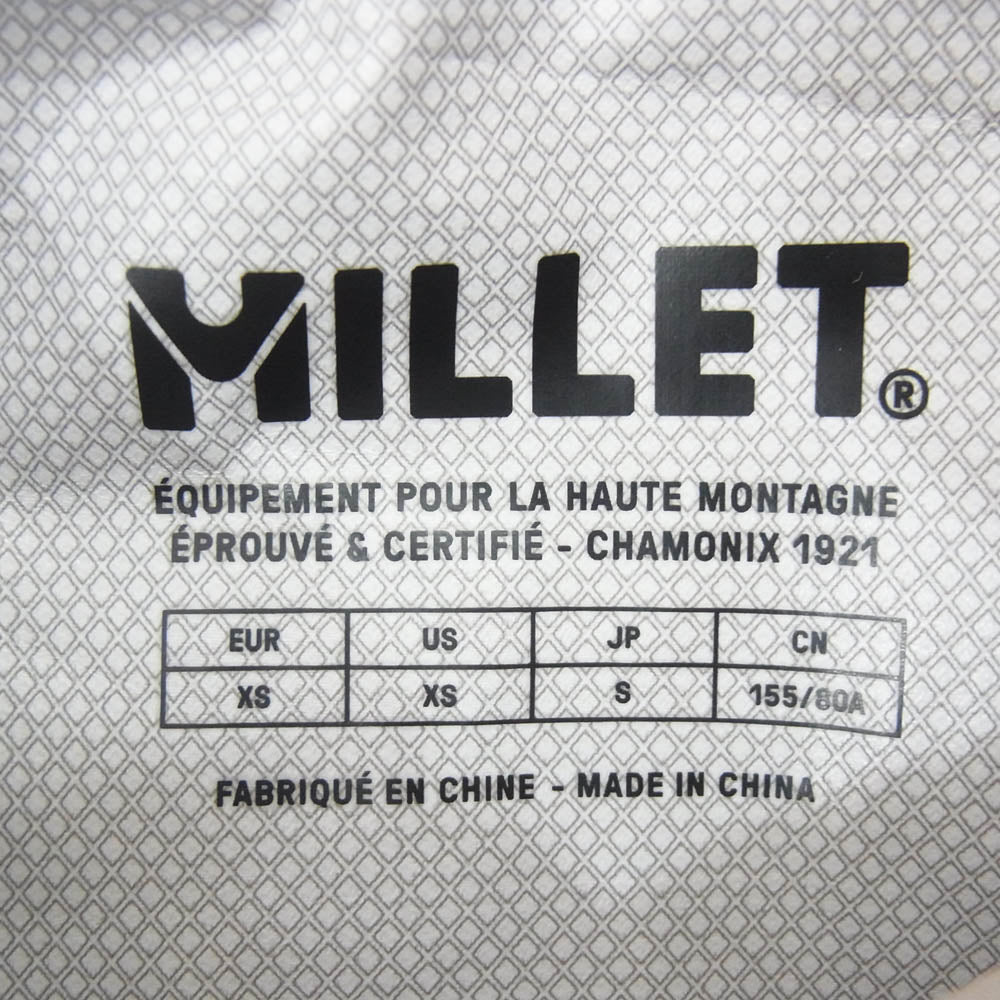 MILLET®
ÉQUIPEMENT POUR LA HAUTE MONTAGNE
ÉPROUVÉ & CERTIFIÉ - CHAMONIX 1921
EUR US JP CN
XS XS S 155/80A
FABRIQUÉ EN CHINE - MADE IN CHINA